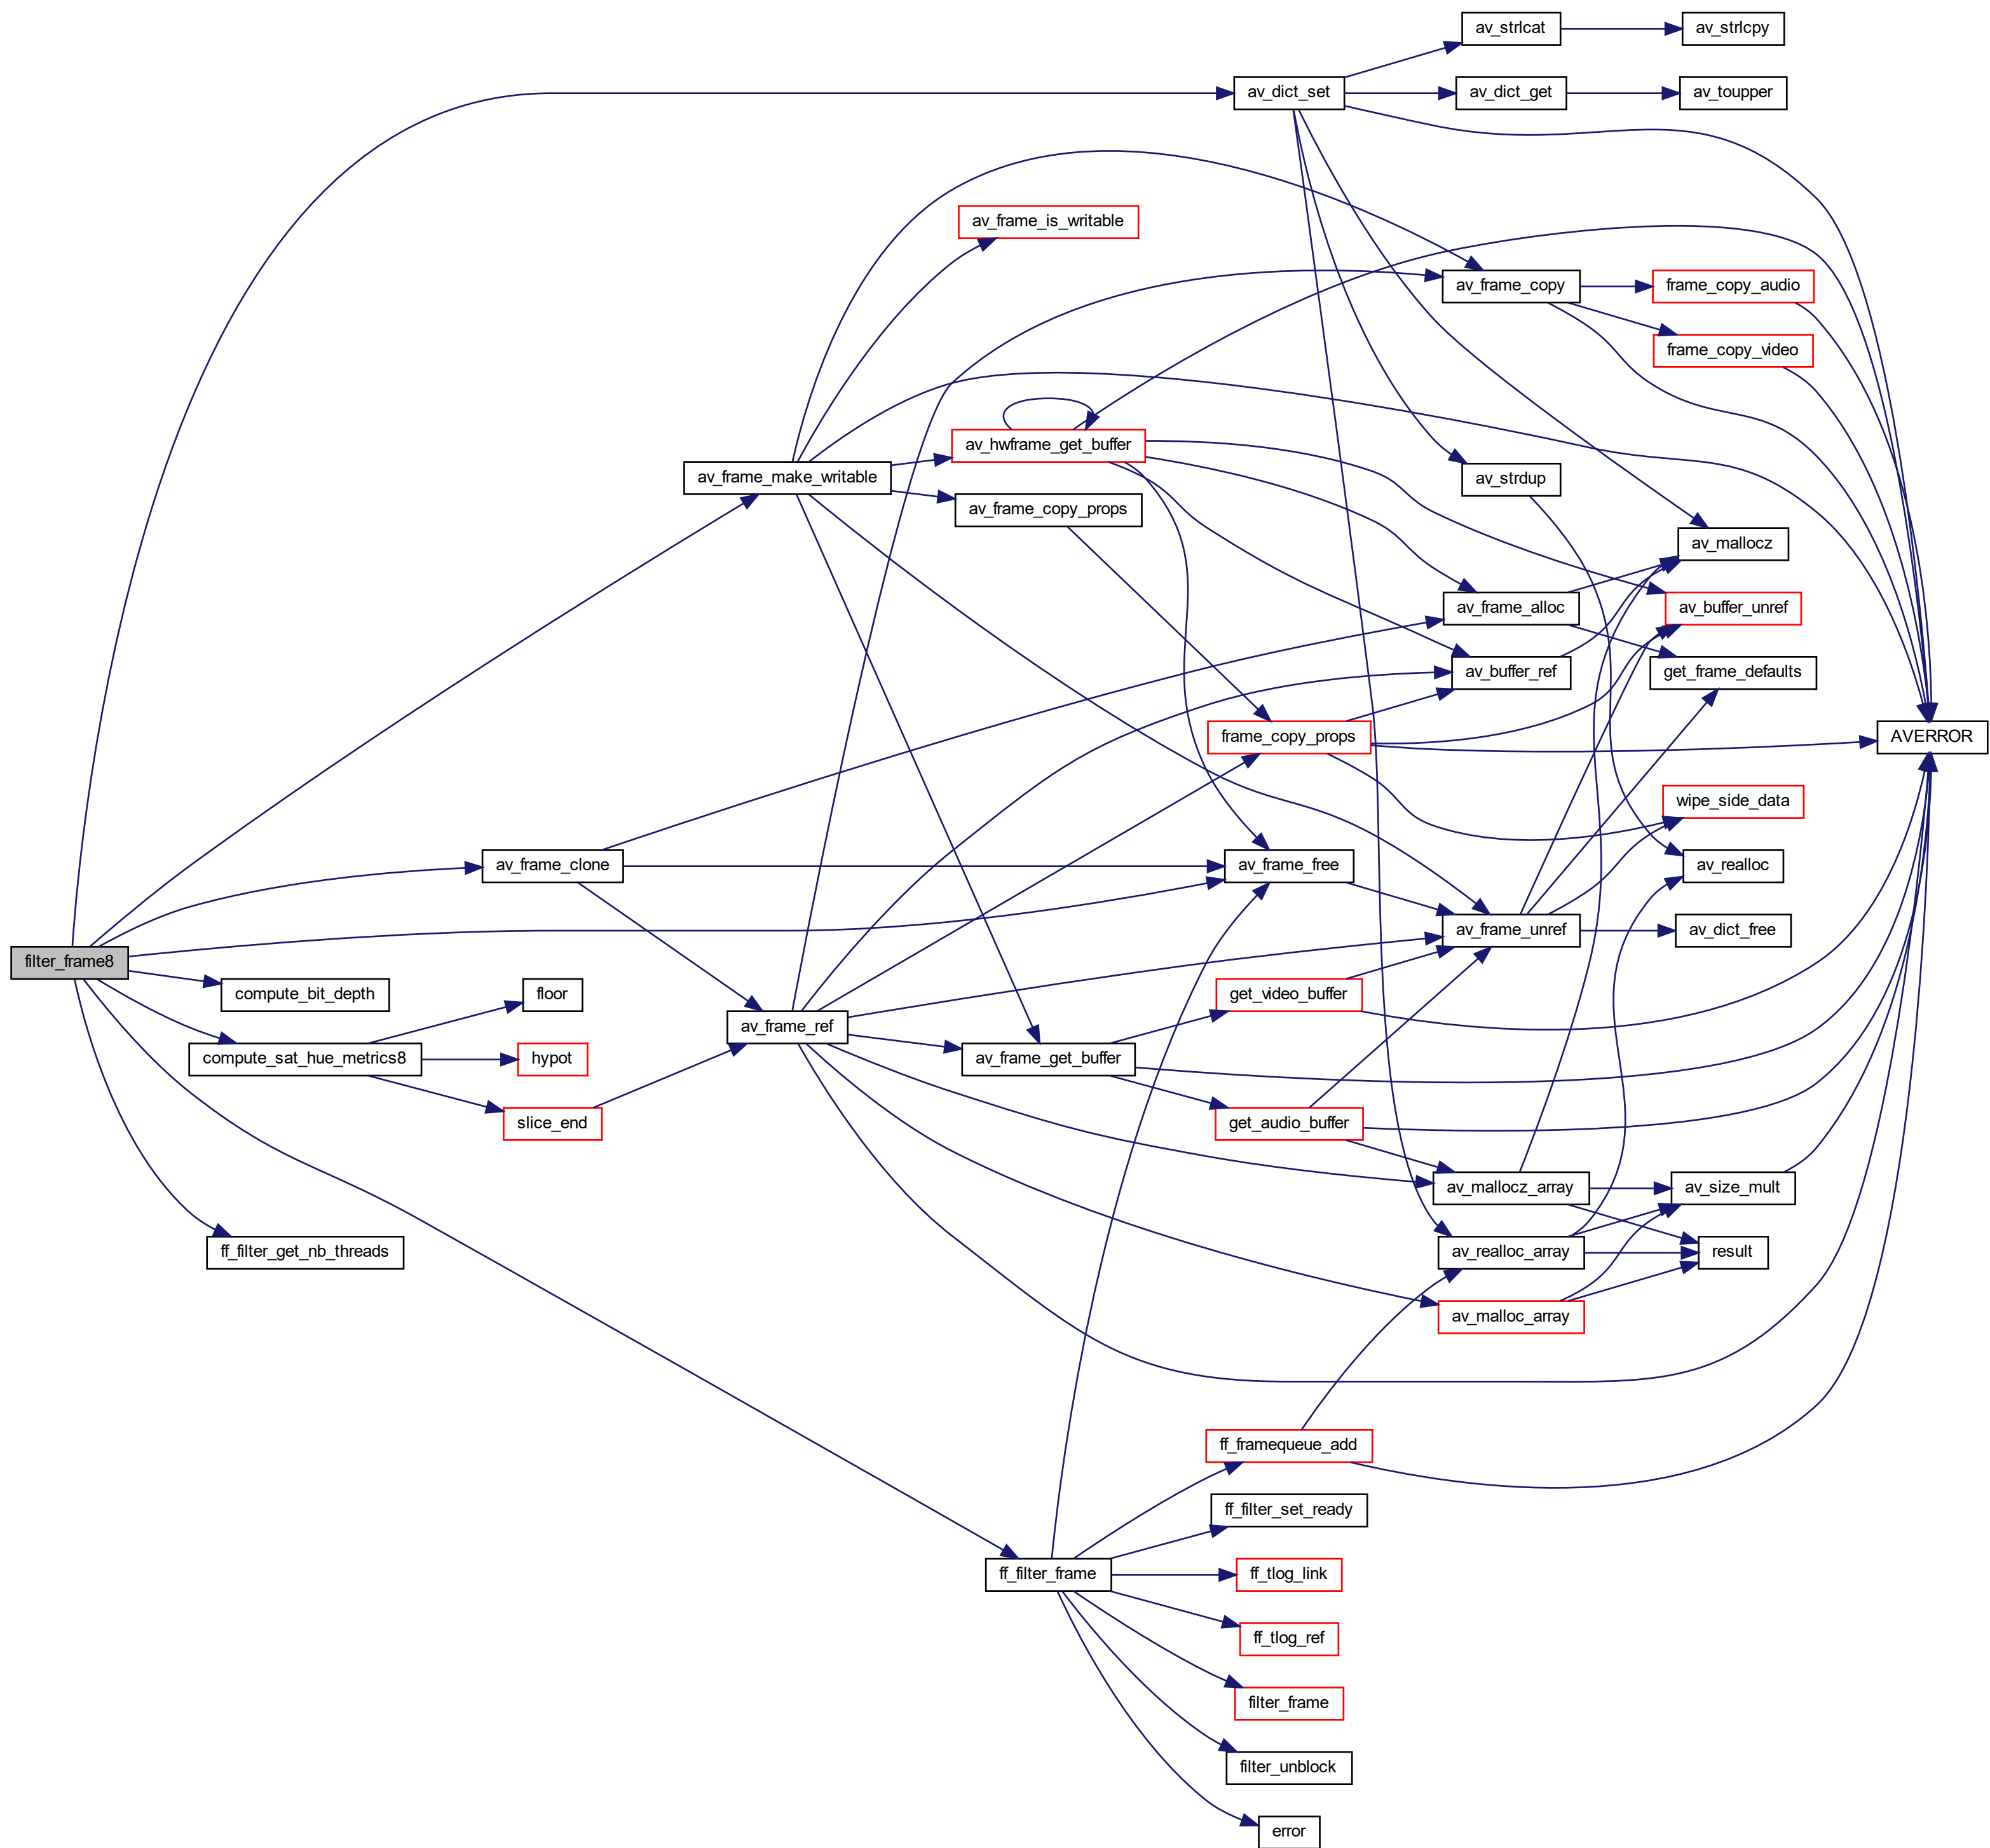 av_strlcat
av_strlcpy
av_dict_set
av_dict_get
av_toupper
av_frame_is_writable
av_frame_copy
frame_copy_audio
frame_copy_video
av_hwframe_get_buffer
av_frame_make_writable
av_strdup
av_frame_copy_props
av_mallocz
av_frame_alloc
av_buffer_unref
av_buffer_ref
get_frame_defaults
frame_copy_props
AVERROR
wipe_side_data
av_frame_clone
av_frame_free
av_realloc
av_frame_unref
av_dict_free
filter_frame8
compute_bit_depth
floor
get_video_buffer
av_frame_ref
compute_sat_hue_metrics8
hypot
av_frame_get_buffer
slice_end
get_audio_buffer
av_mallocz_array
av_size_mult
ff_filter_get_nb_threads
av_realloc_array
result
av_malloc_array
ff_framequeue_add
ff_filter_set_ready
ff_filter_frame
ff_tlog_link
ff_tlog_ref
filter_frame
filter_unblock
error